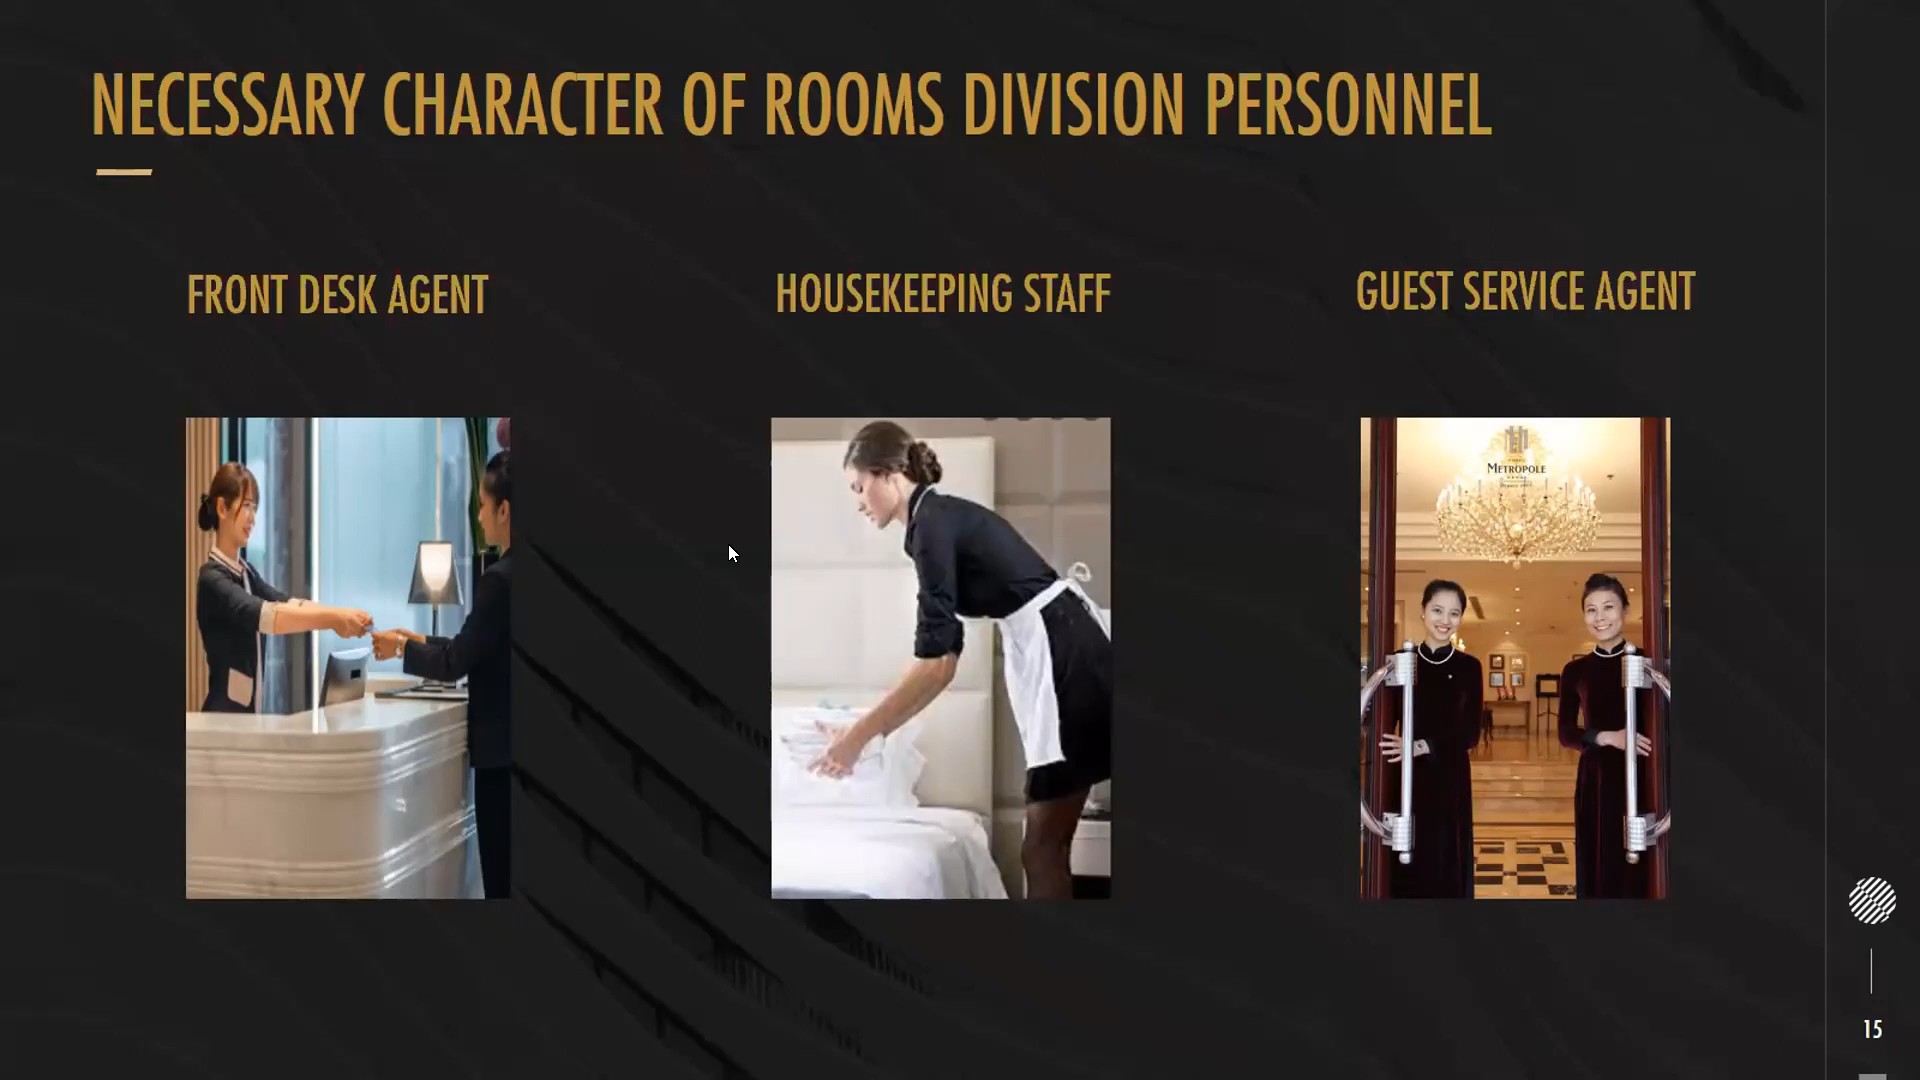 NECESSARY CHARACTER OF ROOMS DIVISION PERSONNEL
FRONT DESK AGENT
HOUSEKEEPING STAFF
GUEST SERVICE AGENT
METROPOLE
15